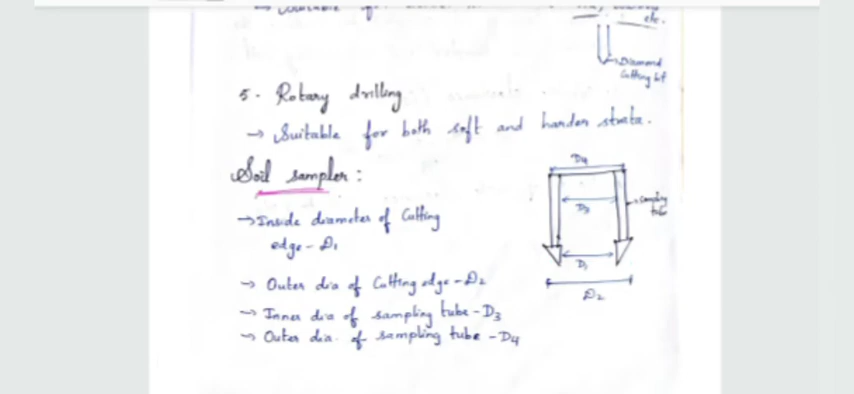 etc.
Diamond
Cutting bit
5. Rotary drilling
→ Suitable for both soft and harder strata.
Soil sampler :
→ Inside diameter of Cutting
edge - D1
→ Outer dia of Cutting edge - D2
→ Inner dia of sampling tube - D3
→ Outer dia. of sampling tube - D4
D4
D3
sampling
tube
D1
D2